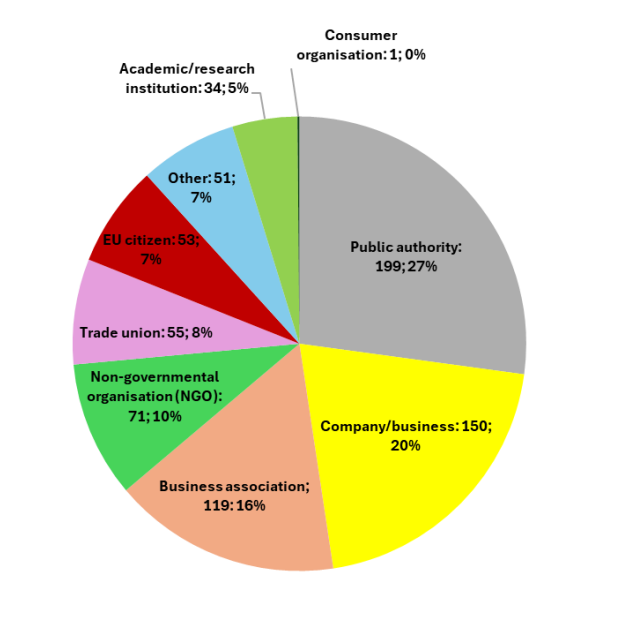 Consumer
organisation: 1; 0%
Academic/research
institution: 34; 5%
Other: 51;
7%
EU citizen: 53;
7%
Public authority:
199; 27%
Trade union: 55; 8%
Non-governmental
organisation (NGO):
71; 10%
Company/business: 150;
20%
Business association;
119: 16%